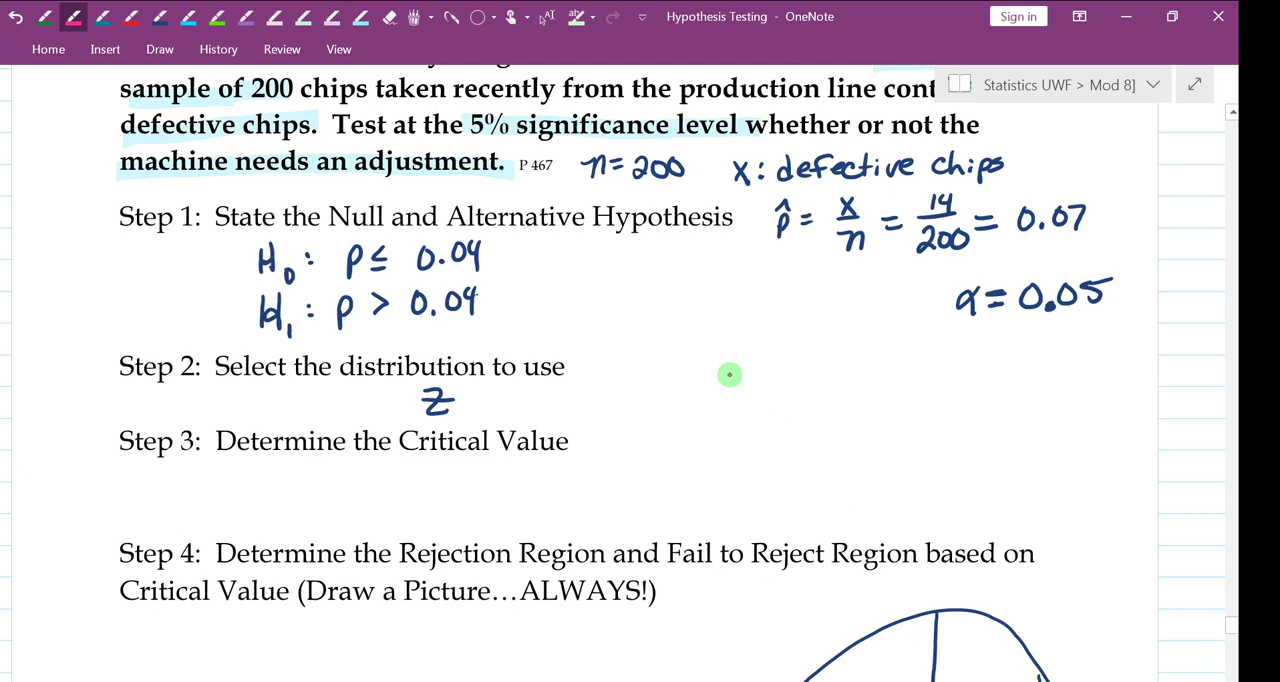 Hypothesis Testing - OneNote
Sign in
Home Insert Draw History Review View
Statistics UWF > Mod 8]
sample of 200 chips taken recently from the production line cont
defective chips. Test at the 5% significance level whether or not the
machine needs an adjustment. P 467 n = 200 x: defective chips
Step 1: State the Null and Alternative Hypothesis p̂ = x/n = 14/200 = 0.07
H₀: p ≤ 0.04
H₁: p > 0.04
α = 0.05
Step 2: Select the distribution to use
Z
Step 3: Determine the Critical Value
Step 4: Determine the Rejection Region and Fail to Reject Region based on
Critical Value (Draw a Picture…ALWAYS!)